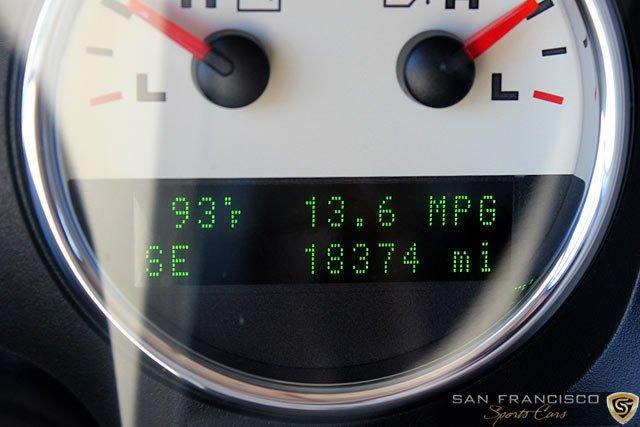 L L
93°F 13.6 MPG
SE 18374 mi
SAN FRANCISCO
Sports Cars